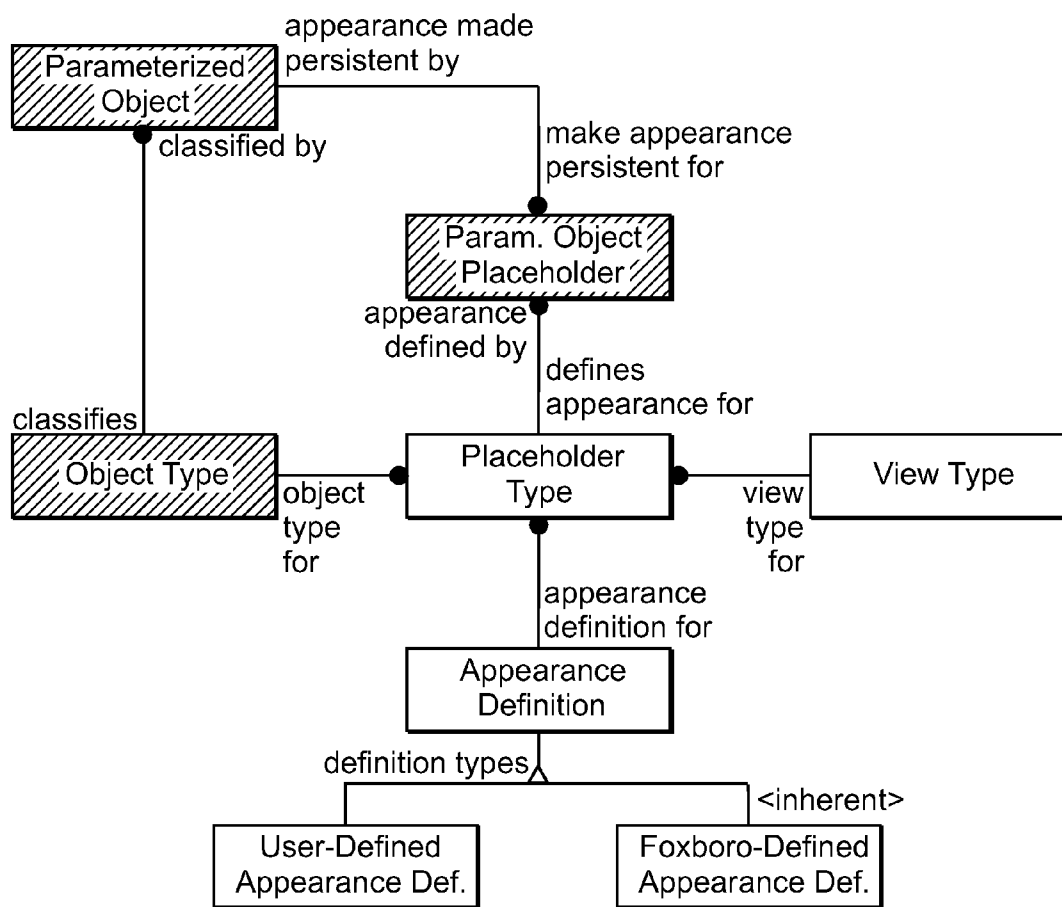 appearance made
persistent by
Parameterized
Object
classified by
make appearance
persistent for
Param. Object
Placeholder
appearance
defined by
defines
appearance for
classifies
Object Type
object
type
for
Placeholder
Type
view
type
for
View Type
appearance
definition for
Appearance
Definition
definition types
<inherent>
User-Defined
Appearance Def.
Foxboro-Defined
Appearance Def.